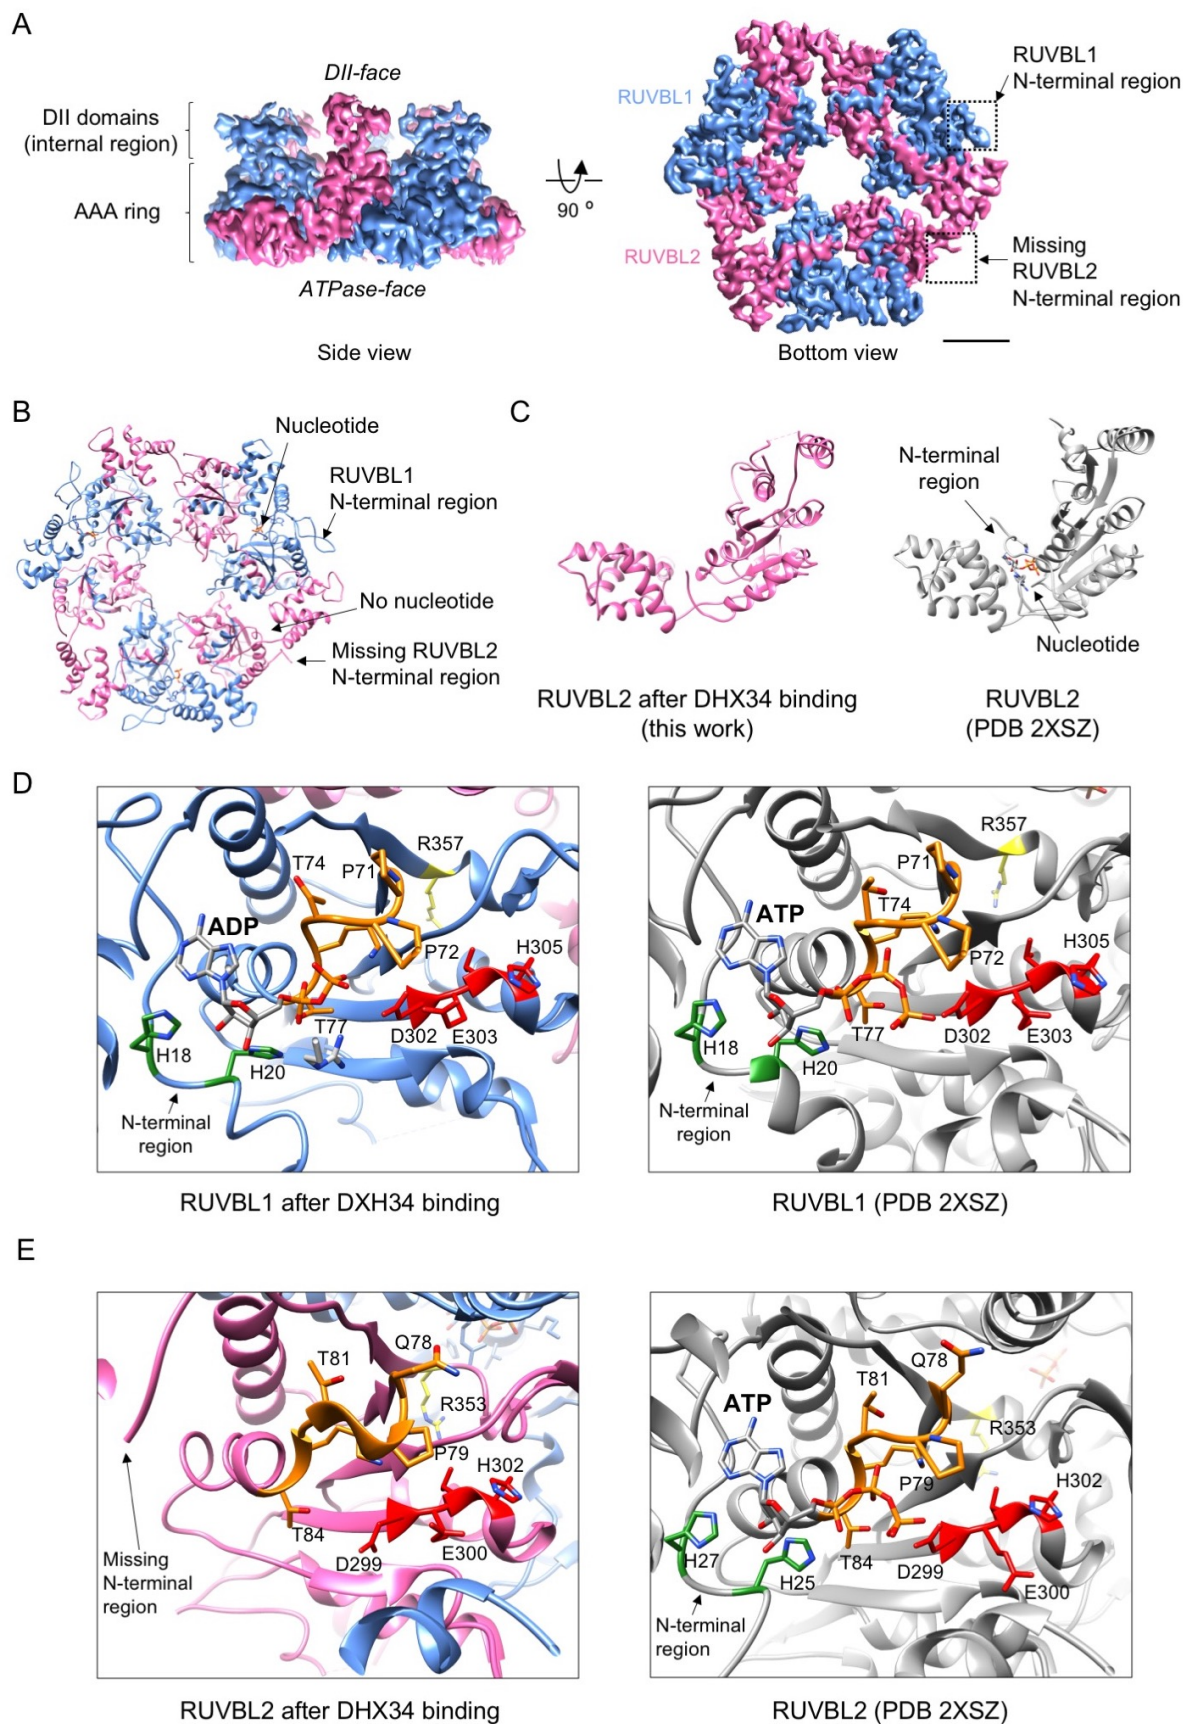 A
DII-face
DII domains
(internal region)
AAA ring
ATPase-face
Side view
90 º
RUVBL1
RUVBL2
RUVBL1
N-terminal region
Missing
RUVBL2
N-terminal region
Bottom view
B
Nucleotide
RUVBL1
N-terminal region
No nucleotide
Missing RUVBL2
N-terminal region
C
RUVBL2 after DHX34 binding
(this work)
N-terminal
region
Nucleotide
RUVBL2
(PDB 2XSZ)
D
T74
P71
R357
ADP
P72
H305
H18
H20
T77
D302
E303
N-terminal
region
RUVBL1 after DXH34 binding
R357
P71
T74
ATP
P72
H305
H18
H20
T77
D302
E303
N-terminal
region
RUVBL1 (PDB 2XSZ)
E
Q78
T81
R353
P79
H302
T84
D299
E300
Missing
N-terminal
region
RUVBL2 after DHX34 binding
Q78
T81
ATP
R353
P79
H302
H27
H25
T84
D299
E300
N-terminal
region
RUVBL2 (PDB 2XSZ)